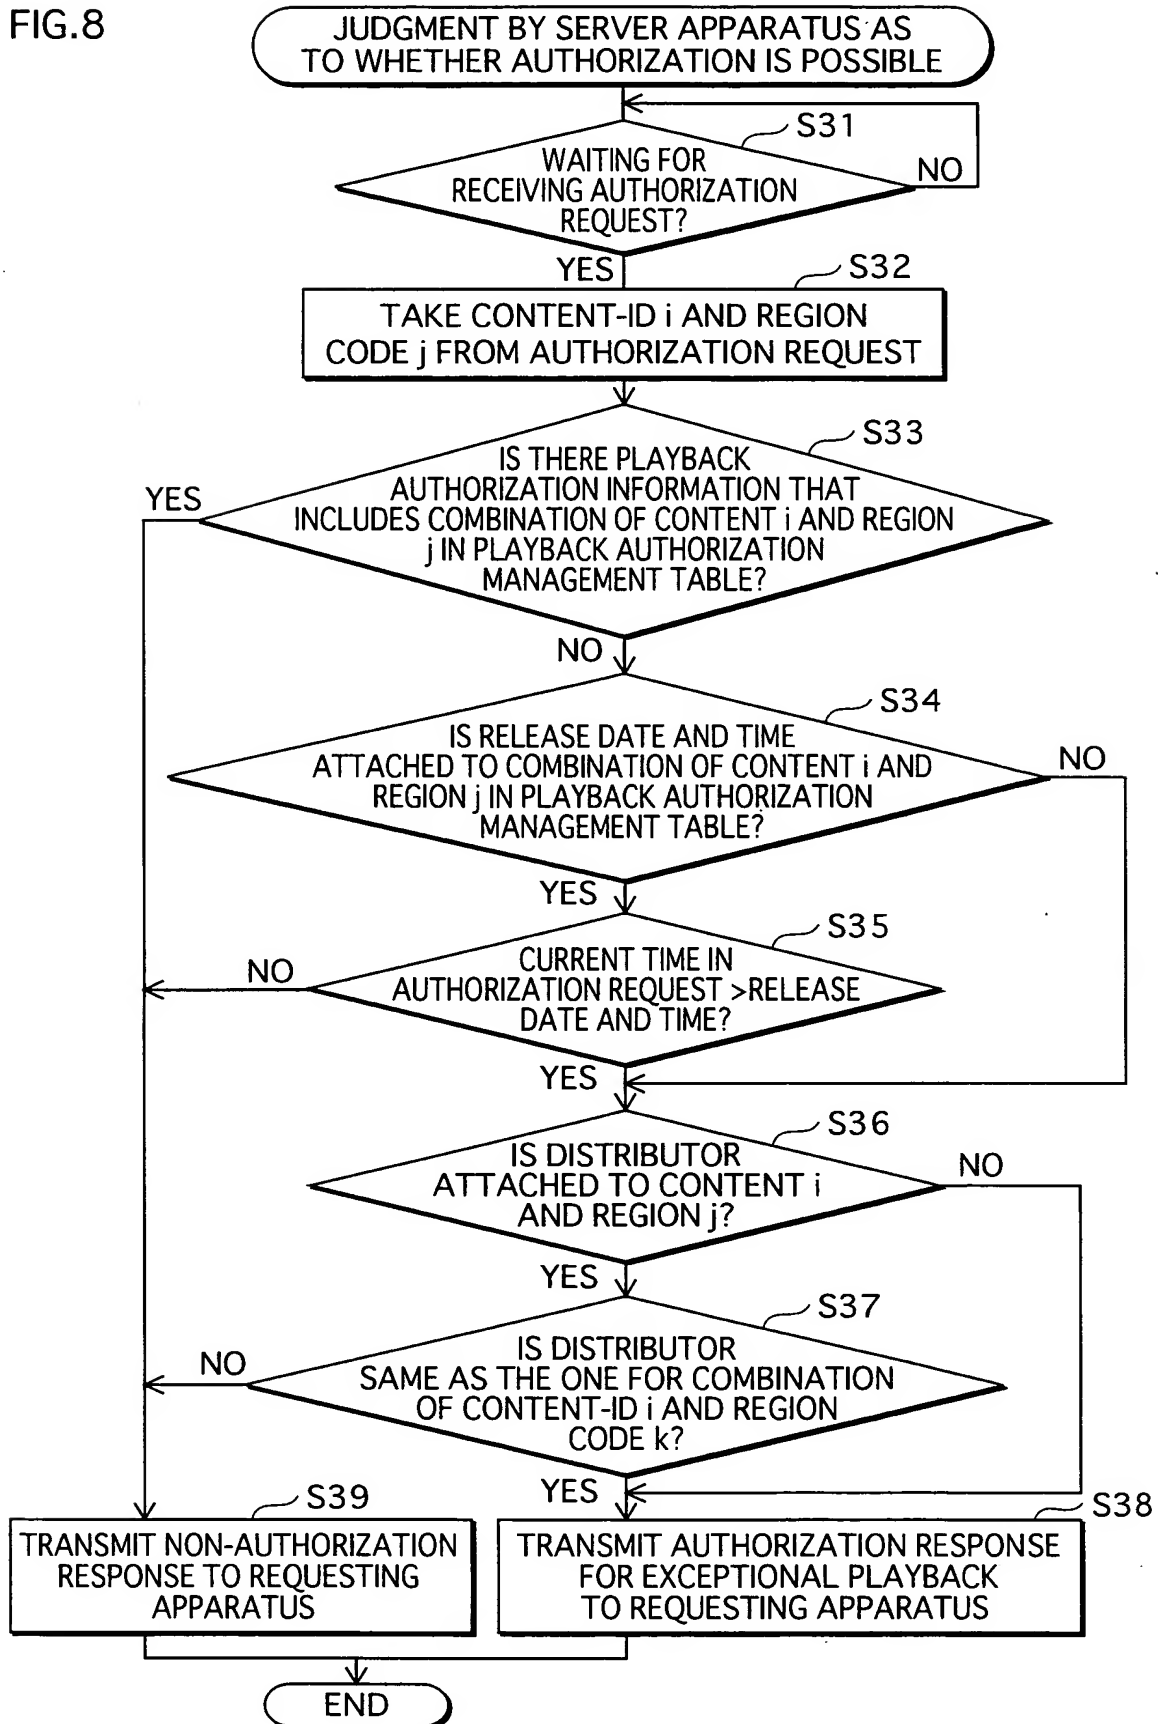 FIG.8
JUDGMENT BY SERVER APPARATUS AS
TO WHETHER AUTHORIZATION IS POSSIBLE
S31
WAITING FOR
RECEIVING AUTHORIZATION
REQUEST?
NO
YES
S32
TAKE CONTENT-ID i AND REGION
CODE j FROM AUTHORIZATION REQUEST
S33
IS THERE PLAYBACK
AUTHORIZATION INFORMATION THAT
INCLUDES COMBINATION OF CONTENT i AND REGION
j IN PLAYBACK AUTHORIZATION
MANAGEMENT TABLE?
YES
NO
S34
IS RELEASE DATE AND TIME
ATTACHED TO COMBINATION OF CONTENT i AND
REGION j IN PLAYBACK AUTHORIZATION
MANAGEMENT TABLE?
NO
YES
S35
CURRENT TIME IN
AUTHORIZATION REQUEST >RELEASE
DATE AND TIME?
NO
YES
S36
IS DISTRIBUTOR
ATTACHED TO CONTENT i
AND REGION j?
NO
YES
S37
IS DISTRIBUTOR
SAME AS THE ONE FOR COMBINATION
OF CONTENT-ID i AND REGION
CODE k?
NO
YES
S39
TRANSMIT NON-AUTHORIZATION
RESPONSE TO REQUESTING
APPARATUS
S38
TRANSMIT AUTHORIZATION RESPONSE
FOR EXCEPTIONAL PLAYBACK
TO REQUESTING APPARATUS
END